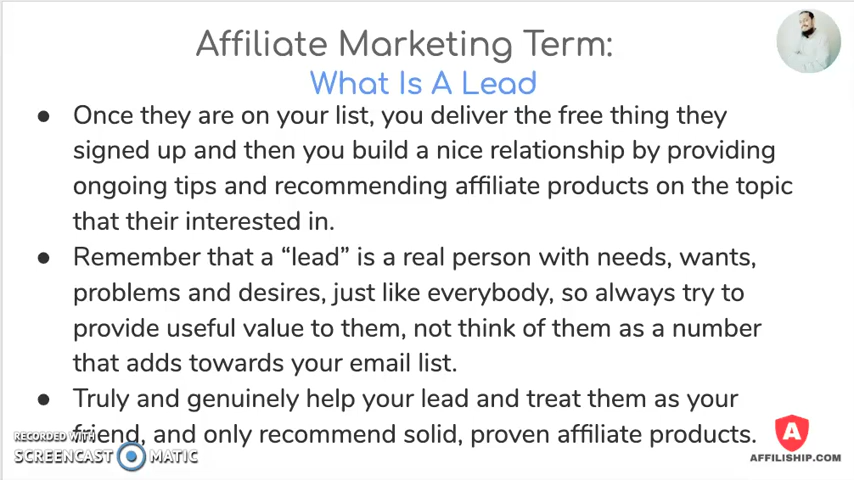 Affiliate Marketing Term:
What Is A Lead
● Once they are on your list, you deliver the free thing they
signed up and then you build a nice relationship by providing
ongoing tips and recommending affiliate products on the topic
that their interested in.
● Remember that a “lead” is a real person with needs, wants,
problems and desires, just like everybody, so always try to
provide useful value to them, not think of them as a number
that adds towards your email list.
● Truly and genuinely help your lead and treat them as your
friend, and only recommend solid, proven affiliate products.
RECORDED WITH
SCREENCAST MATIC
A
AFFILISHIP.COM